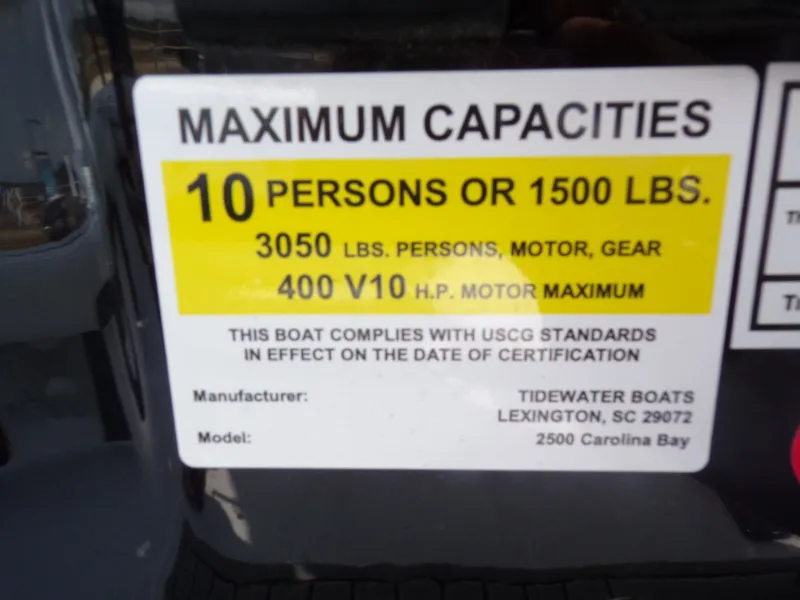 MAXIMUM CAPACITIES
10 PERSONS OR 1500 LBS.
3050 LBS. PERSONS, MOTOR, GEAR
400 V10 H.P. MOTOR MAXIMUM
THIS BOAT COMPLIES WITH USCG STANDARDS
IN EFFECT ON THE DATE OF CERTIFICATION
Manufacturer: TIDEWATER BOATS
LEXINGTON, SC 29072
Model: 2500 Carolina Bay